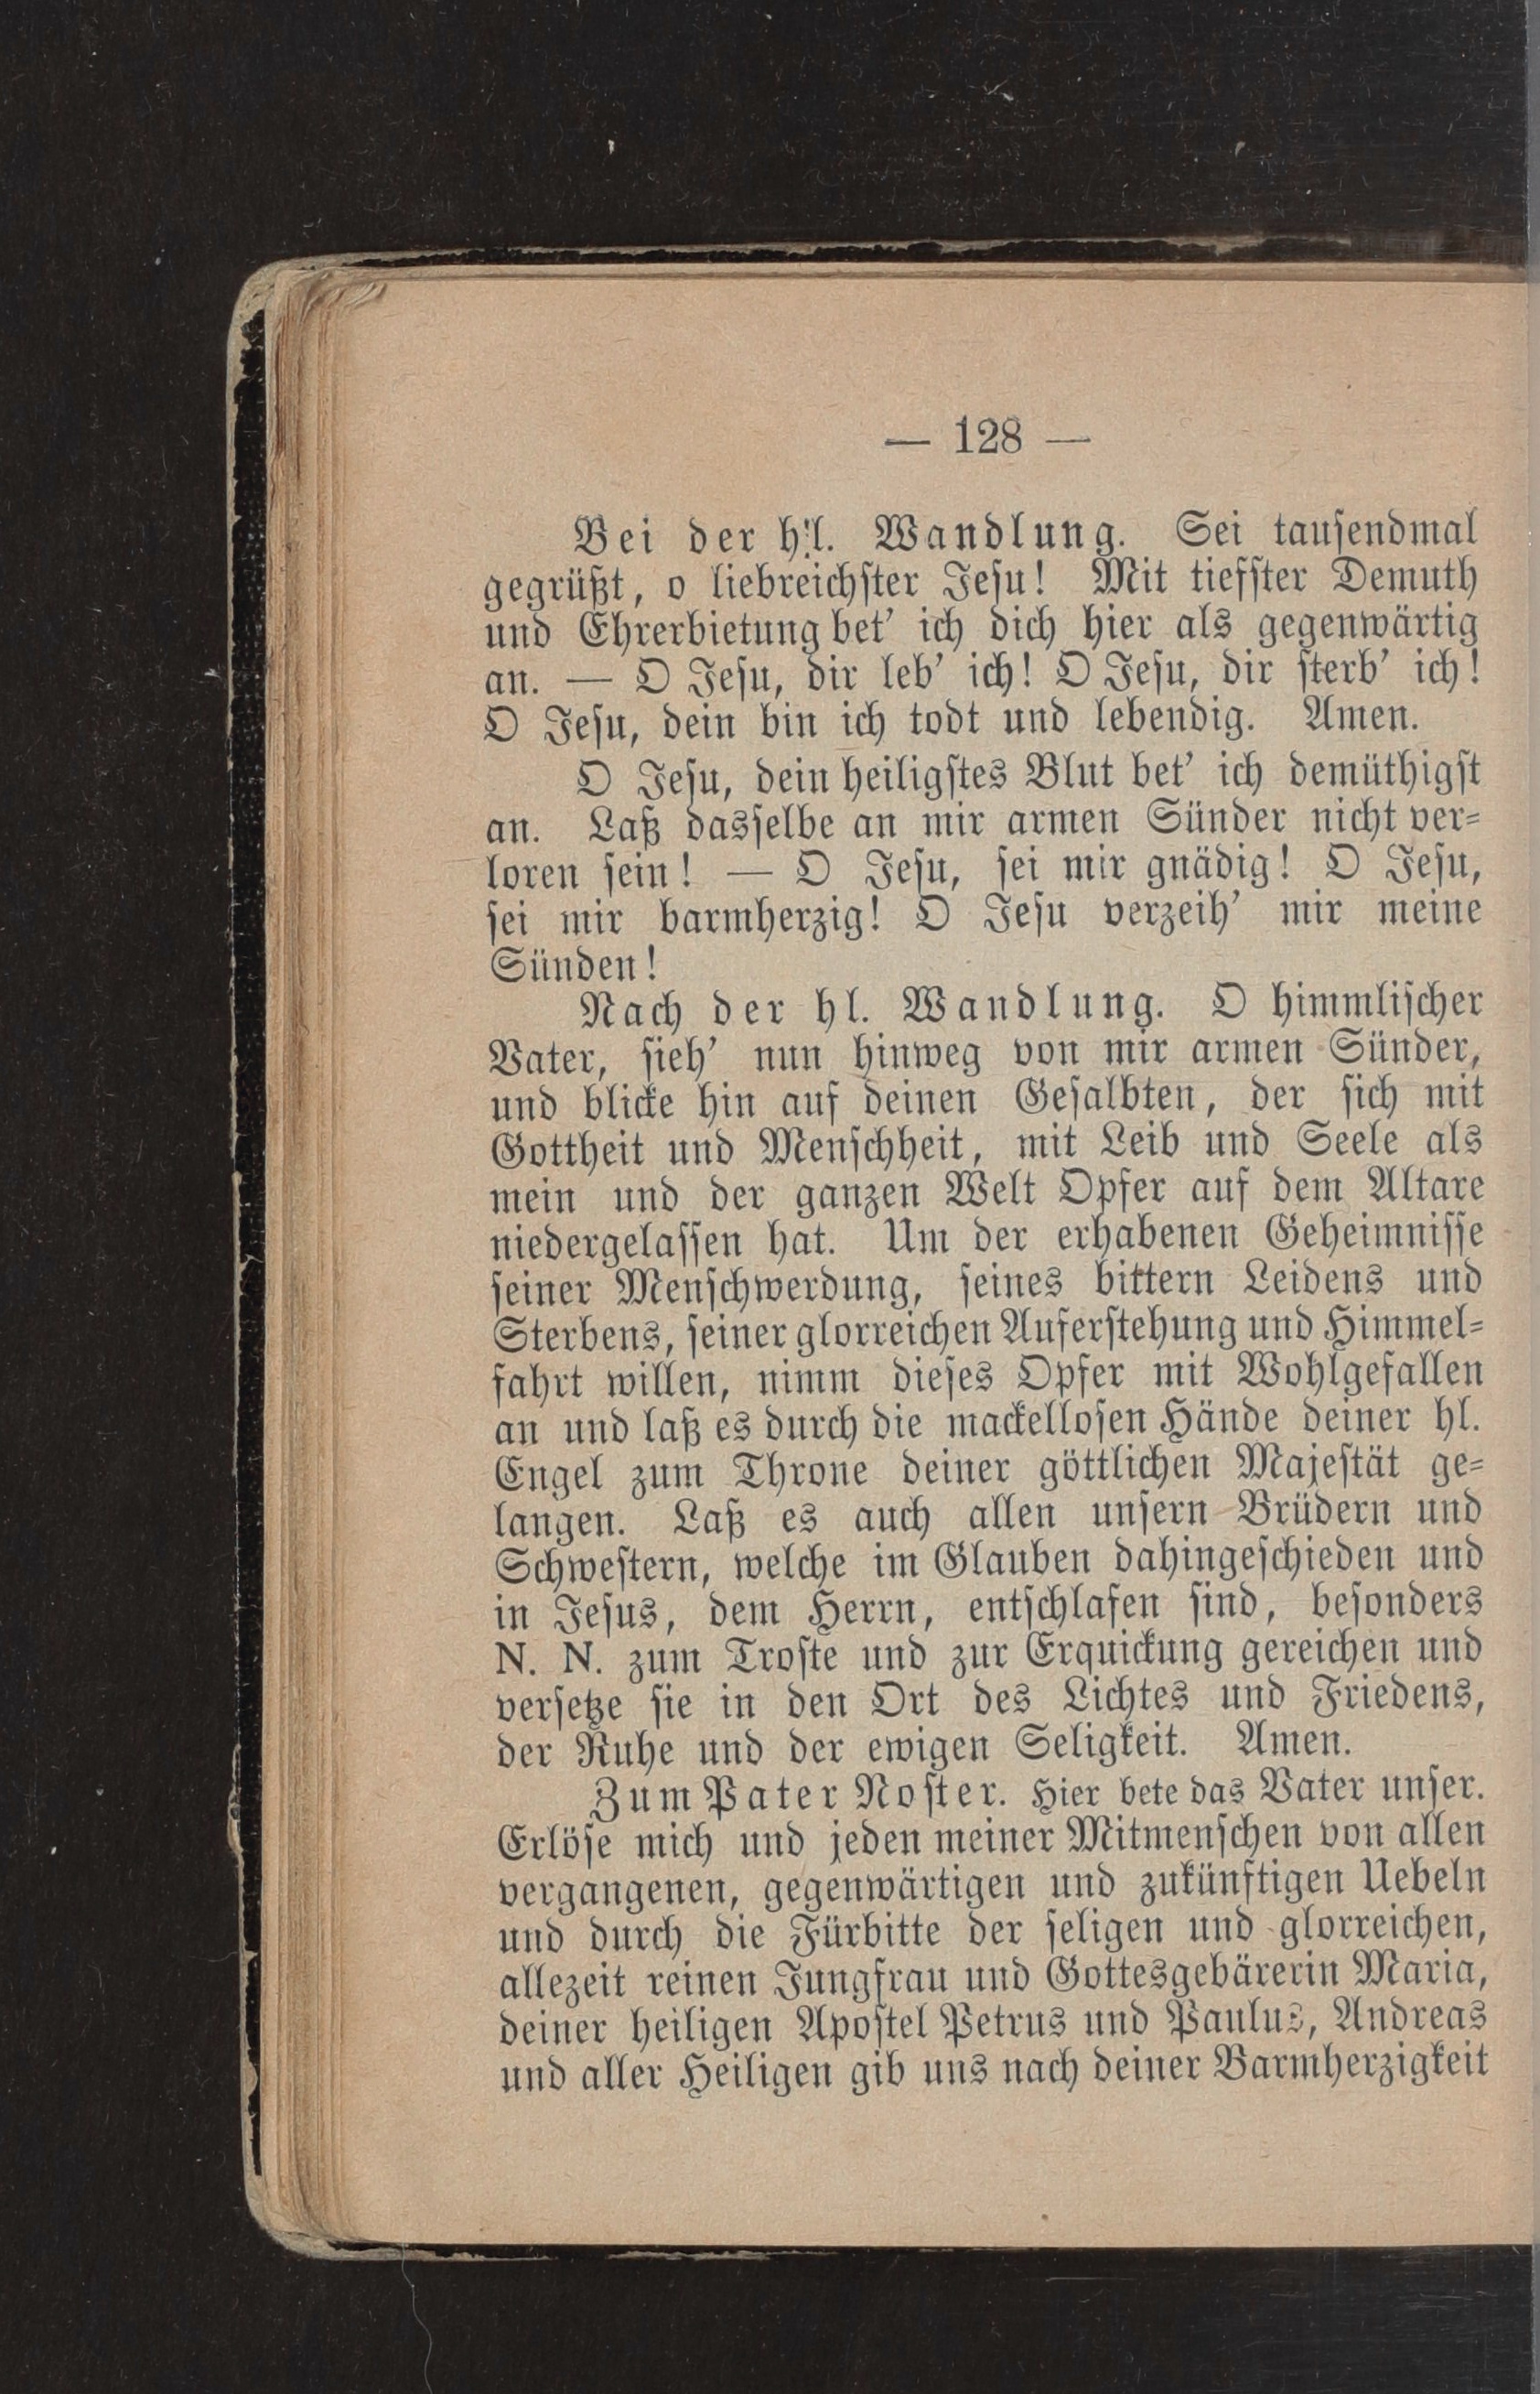 — 128 —
Bei der hl. Wandlung. Sei tausendmal
gegrüßt, o liebreichster Jesu! Mit tiefster Demuth
und Ehrerbietung bet' ich dich hier als gegenwärtig
an. — O Jesu, dir leb' ich! O Jesu, dir sterb' ich!
O Jesu, dein bin ich todt und lebendig. Amen.
O Jesu, dein heiligstes Blut bet' ich demüthigst
an. Laß dasselbe an mir armen Sünder nicht ver-
loren sein! — O Jesu, sei mir gnädig! O Jesu,
sei mir barmherzig! O Jesu verzeih' mir meine
Sünden!
Nach der hl. Wandlung. O himmlischer
Vater, sieh' nun hinweg von mir armen Sünder,
und blicke hin auf deinen Gesalbten, der sich mit
Gottheit und Menschheit, mit Leib und Seele als
mein und der ganzen Welt Opfer auf dem Altare
niedergelassen hat. Um der erhabenen Geheimnisse
seiner Menschwerdung, seines bittern Leidens und
Sterbens, seiner glorreichen Auferstehung und Himmel-
fahrt willen, nimm dieses Opfer mit Wohlgefallen
an und laß es durch die mackellosen Hände deiner hl.
Engel zum Throne deiner göttlichen Majestät ge-
langen. Laß es auch allen unsern Brüdern und
Schwestern, welche im Glauben dahingeschieden und
in Jesus, dem Herrn, entschlafen sind, besonders
N. N. zum Troste und zur Erquickung gereichen und
versetze sie in den Ort des Lichtes und Friedens,
der Ruhe und der ewigen Seligkeit. Amen.
Zum Pater Noster. Hier bete das Vater unser.
Erlöse mich und jeden meiner Mitmenschen von allen
vergangenen, gegenwärtigen und zukünftigen Uebeln
und durch die Fürbitte der seligen und glorreichen,
allezeit reinen Jungfrau und Gottesgebärerin Maria,
deiner heiligen Apostel Petrus und Paulus, Andreas
und aller Heiligen gib uns nach deiner Barmherzigkeit